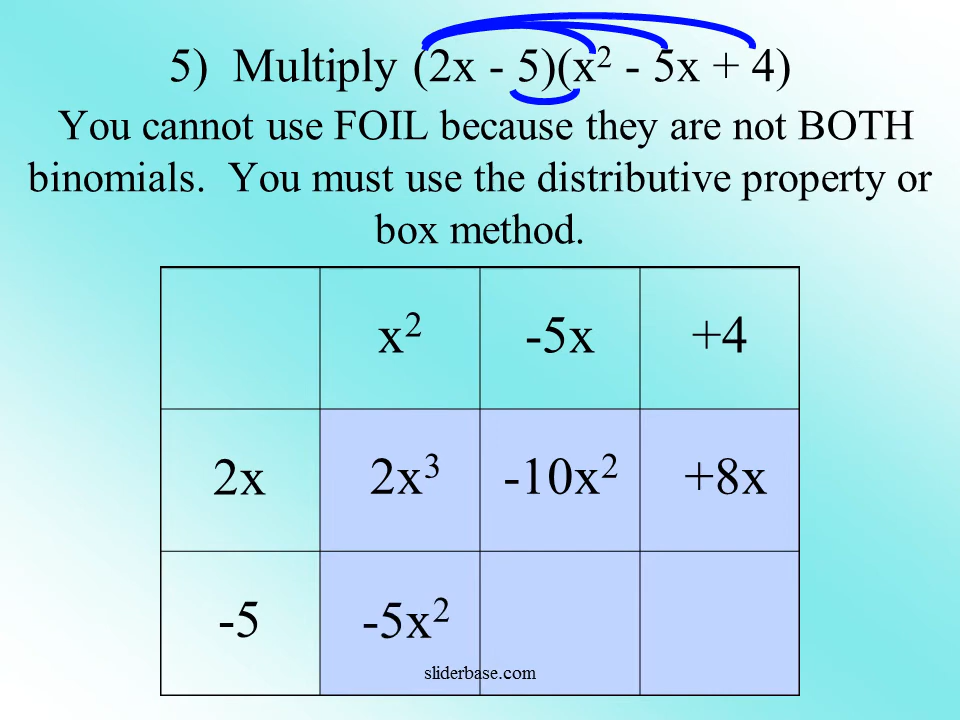 5) Multiply (2x - 5)(x² - 5x + 4)
You cannot use FOIL because they are not BOTH
binomials. You must use the distributive property or
box method.
x² -5x +4
2x 2x³ -10x² +8x
-5 -5x²
sliderbase.com